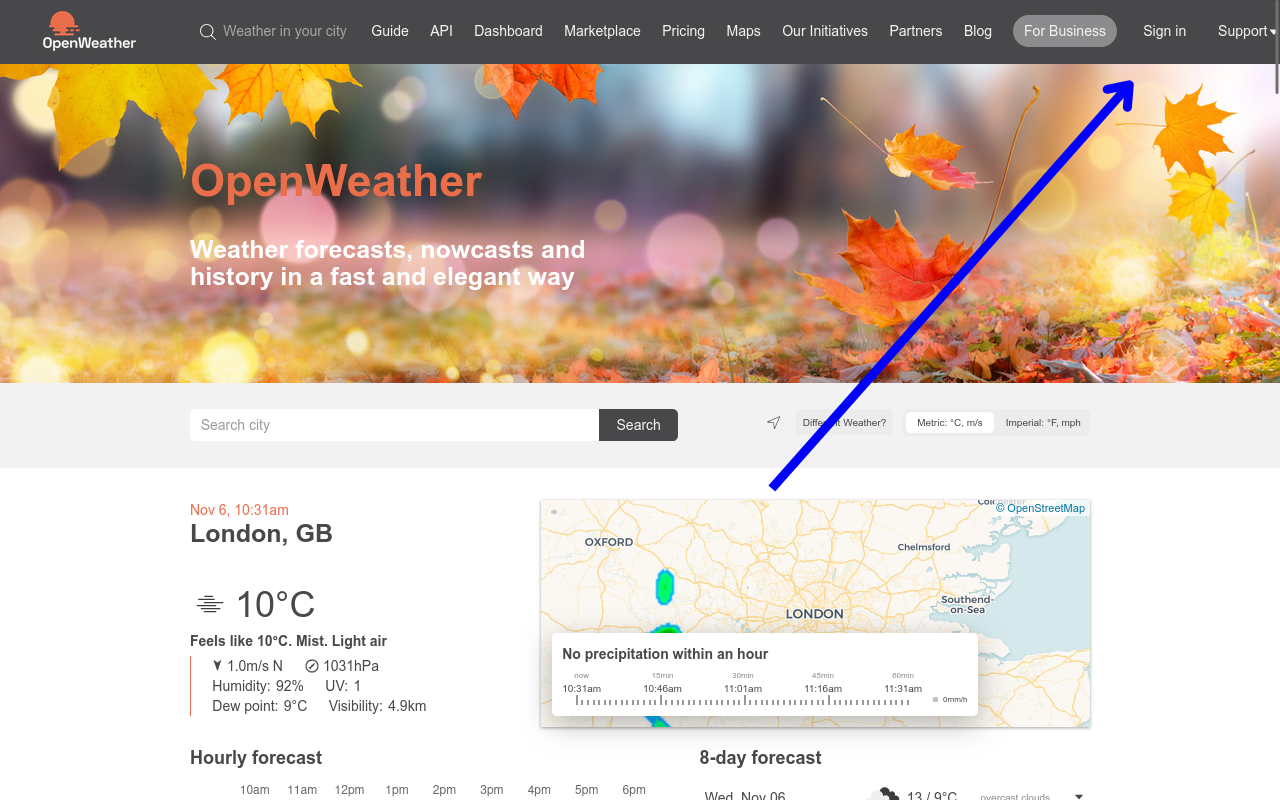 OpenWeather
Weather in your city
Guide
API
Dashboard
Marketplace
Pricing
Maps
Our Initiatives
Partners
Blog
For Business
Sign in
Support
OpenWeather
Weather forecasts, nowcasts and
history in a fast and elegant way
Search city
Search
Different Weather?
Metric: °C, m/s
Imperial: °F, mph
Nov 6, 10:31am
London, GB
10°C
Feels like 10°C. Mist. Light air
1.0m/s N
1031hPa
Humidity: 92%
UV: 1
Dew point: 9°C
Visibility: 4.9km
© OpenStreetMap
OXFORD
Chelmsford
Southend-
on-Sea
LONDON
No precipitation within an hour
now 15min 30min 45min 60min
10:31am 10:46am 11:01am 11:16am 11:31am
0mm/h
Hourly forecast
10am 11am 12pm 1pm 2pm 3pm 4pm 5pm 6pm
8-day forecast
Wed, Nov 06
13 / 9°C
overcast clouds